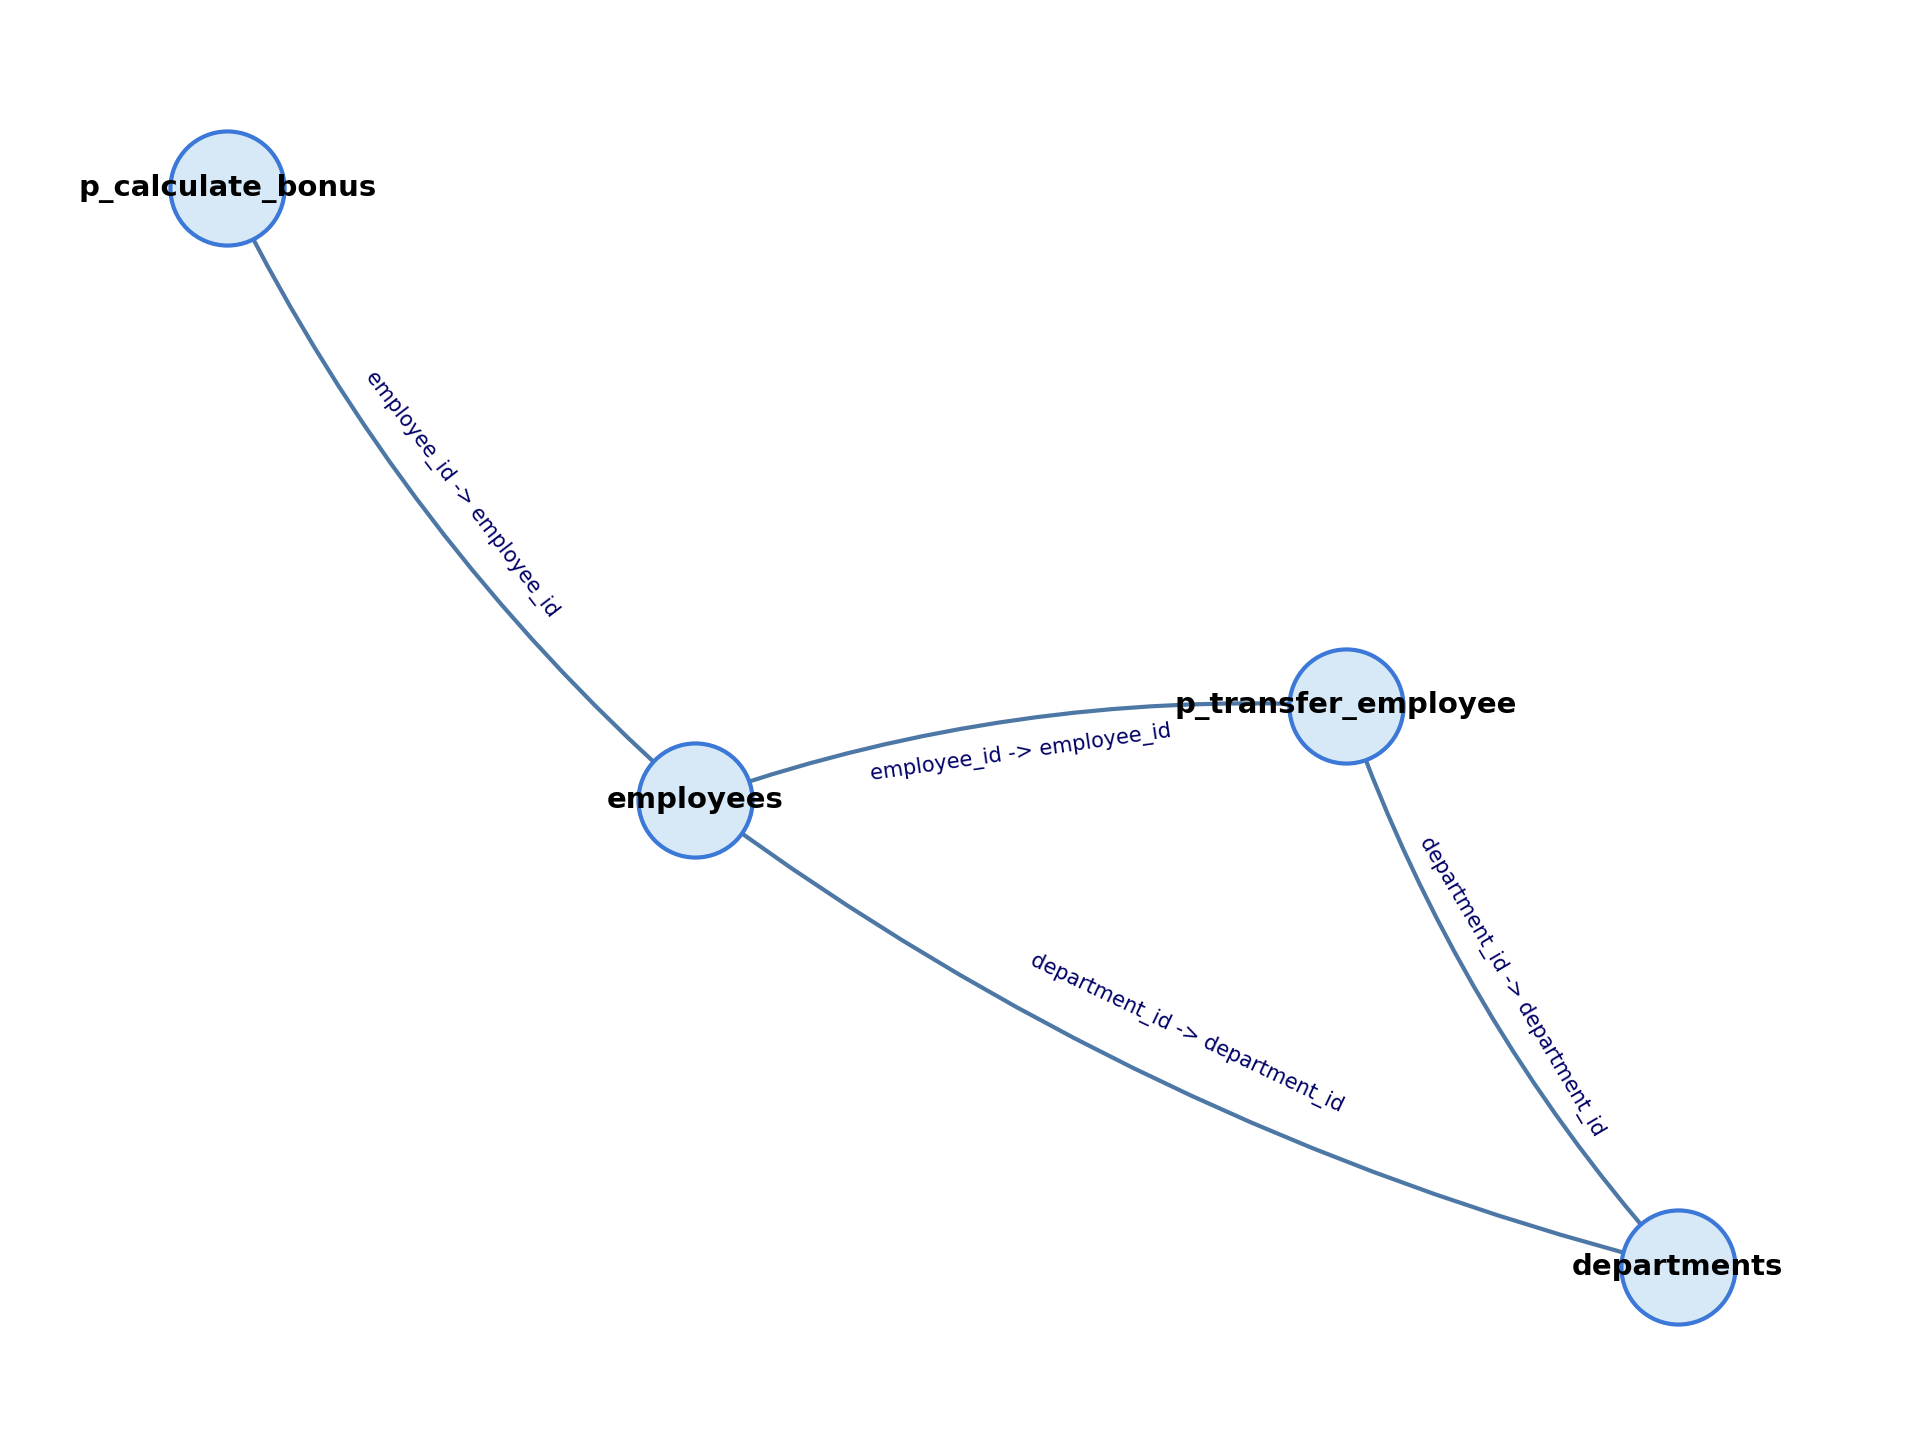 p_calculate_bonus
employee_id -> employee_id
p_transfer_employee
employee_id -> employee_id
employees
department_id -> department_id
department_id -> department_id
departments